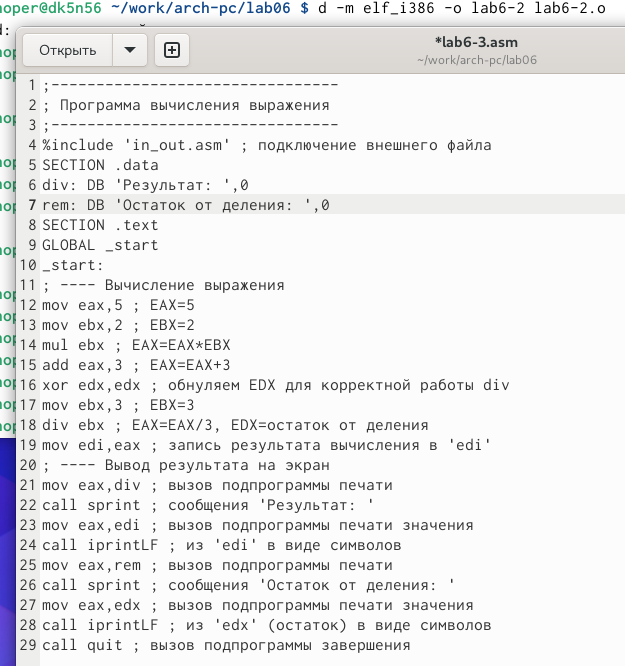 noper@dk5n56 ~/work/arch-pc/lab06 $ d -m elf_i386 -o lab6-2 lab6-2.o
d:
Открыть
*lab6-3.asm
~/work/arch-pc/lab06
1 ;--------------------------------
2 ; Программа вычисления выражения
3 ;--------------------------------
4 %include 'in_out.asm' ; подключение внешнего файла
5 SECTION .data
6 div: DB 'Результат: ',0
7 rem: DB 'Остаток от деления: ',0
8 SECTION .text
9 GLOBAL _start
10 _start:
11 ; ---- Вычисление выражения
12 mov eax,5 ; EAX=5
13 mov ebx,2 ; EBX=2
14 mul ebx ; EAX=EAX*EBX
15 add eax,3 ; EAX=EAX+3
16 xor edx,edx ; обнуляем EDX для корректной работы div
17 mov ebx,3 ; EBX=3
18 div ebx ; EAX=EAX/3, EDX=остаток от деления
19 mov edi,eax ; запись результата вычисления в 'edi'
20 ; ---- Вывод результата на экран
21 mov eax,div ; вызов подпрограммы печати
22 call sprint ; сообщения 'Результат: '
23 mov eax,edi ; вызов подпрограммы печати значения
24 call iprintLF ; из 'edi' в виде символов
25 mov eax,rem ; вызов подпрограммы печати
26 call sprint ; сообщения 'Остаток от деления: '
27 mov eax,edx ; вызов подпрограммы печати значения
28 call iprintLF ; из 'edx' (остаток) в виде символов
29 call quit ; вызов подпрограммы завершения